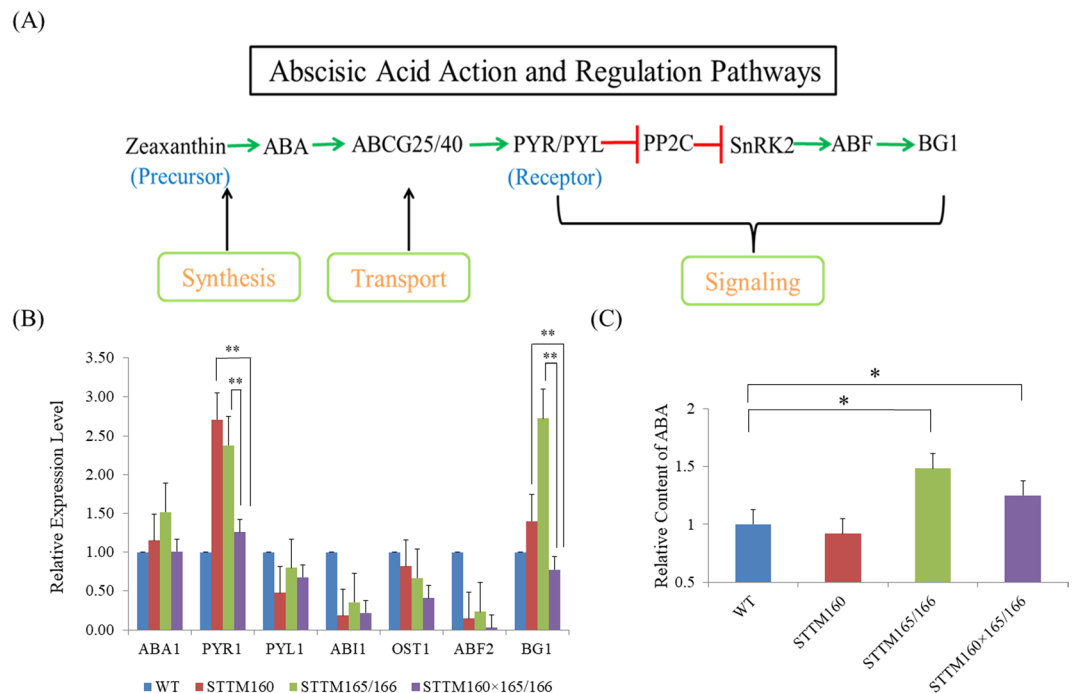 (A)
Abscisic Acid Action and Regulation Pathways
Zeaxanthin ABA ABCG25/40 PYR/PYL PP2C SnRK2 ABF BG1
(Precursor) (Receptor)
Synthesis Transport Signaling
(B)
** **
** **
Relative Expression Level
3.50
3.00
2.50
2.00
1.50
1.00
0.50
0.00
ABA1 PYR1 PYL1 ABI1 OST1 ABF2 BG1
WT STTM160 STTM165/166 STTM160×165/166
(C)
*
*
Relative Content of ABA
2
1.5
1
0.5
WT STTM160 STTM165/166 STTM160×165/166